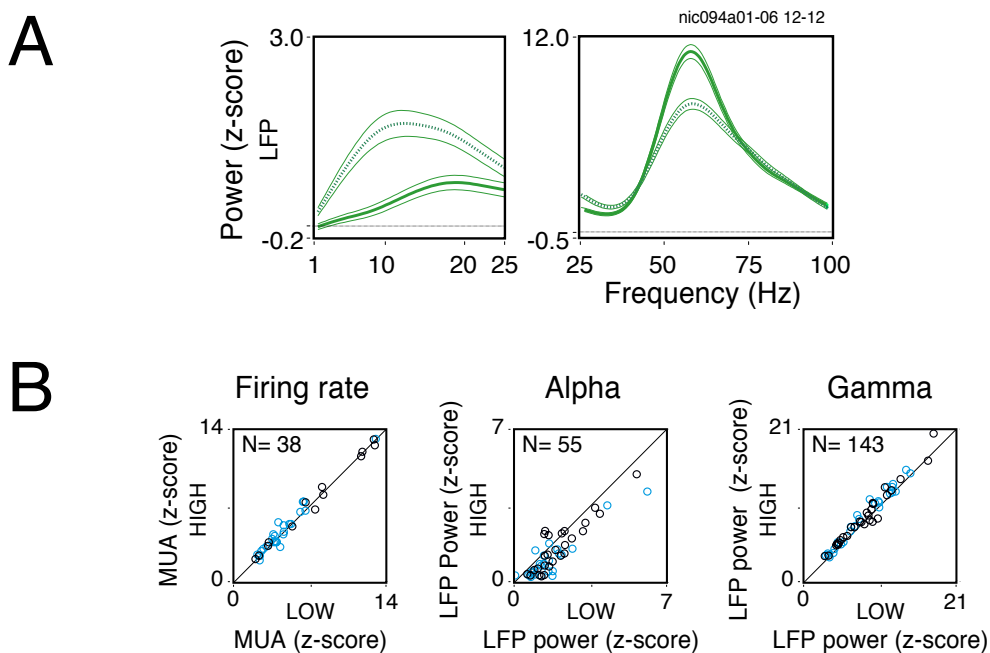 A
nic094a01-06 12-12
Power (z-score)
LFP
3.0
-0.2
1 10 20 25
12.0
-0.5
25 50 75 100
Frequency (Hz)
B
Firing rate
MUA (z-score)
HIGH
14
0
N= 38
0 14
LOW
MUA (z-score)
Alpha
LFP Power (z-score)
HIGH
7
0
N= 55
0 7
LOW
LFP power (z-score)
Gamma
LFP power (z-score)
HIGH
21
0
N= 143
0 21
LOW
LFP power (z-score)